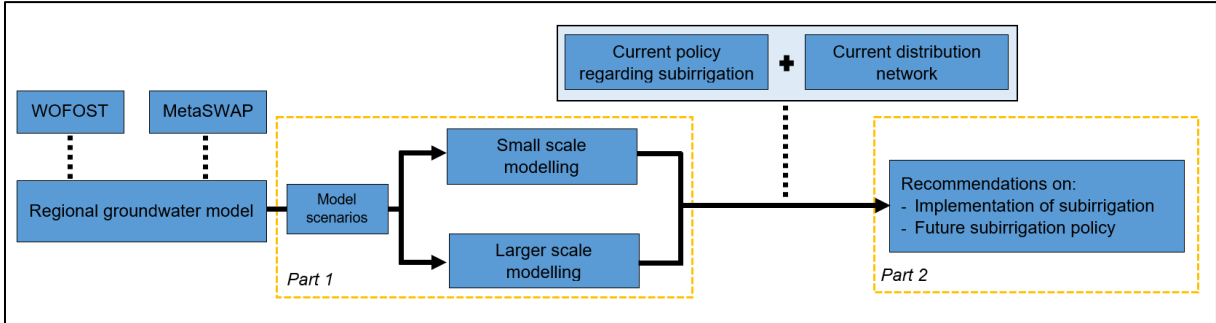 WOFOST
MetaSWAP
Regional groundwater model
Model
scenarios
Small scale
modelling
Larger scale
modelling
Part 1
Current policy
regarding subirrigation
+
Current distribution
network
Recommendations on:
- Implementation of subirrigation
- Future subirrigation policy
Part 2